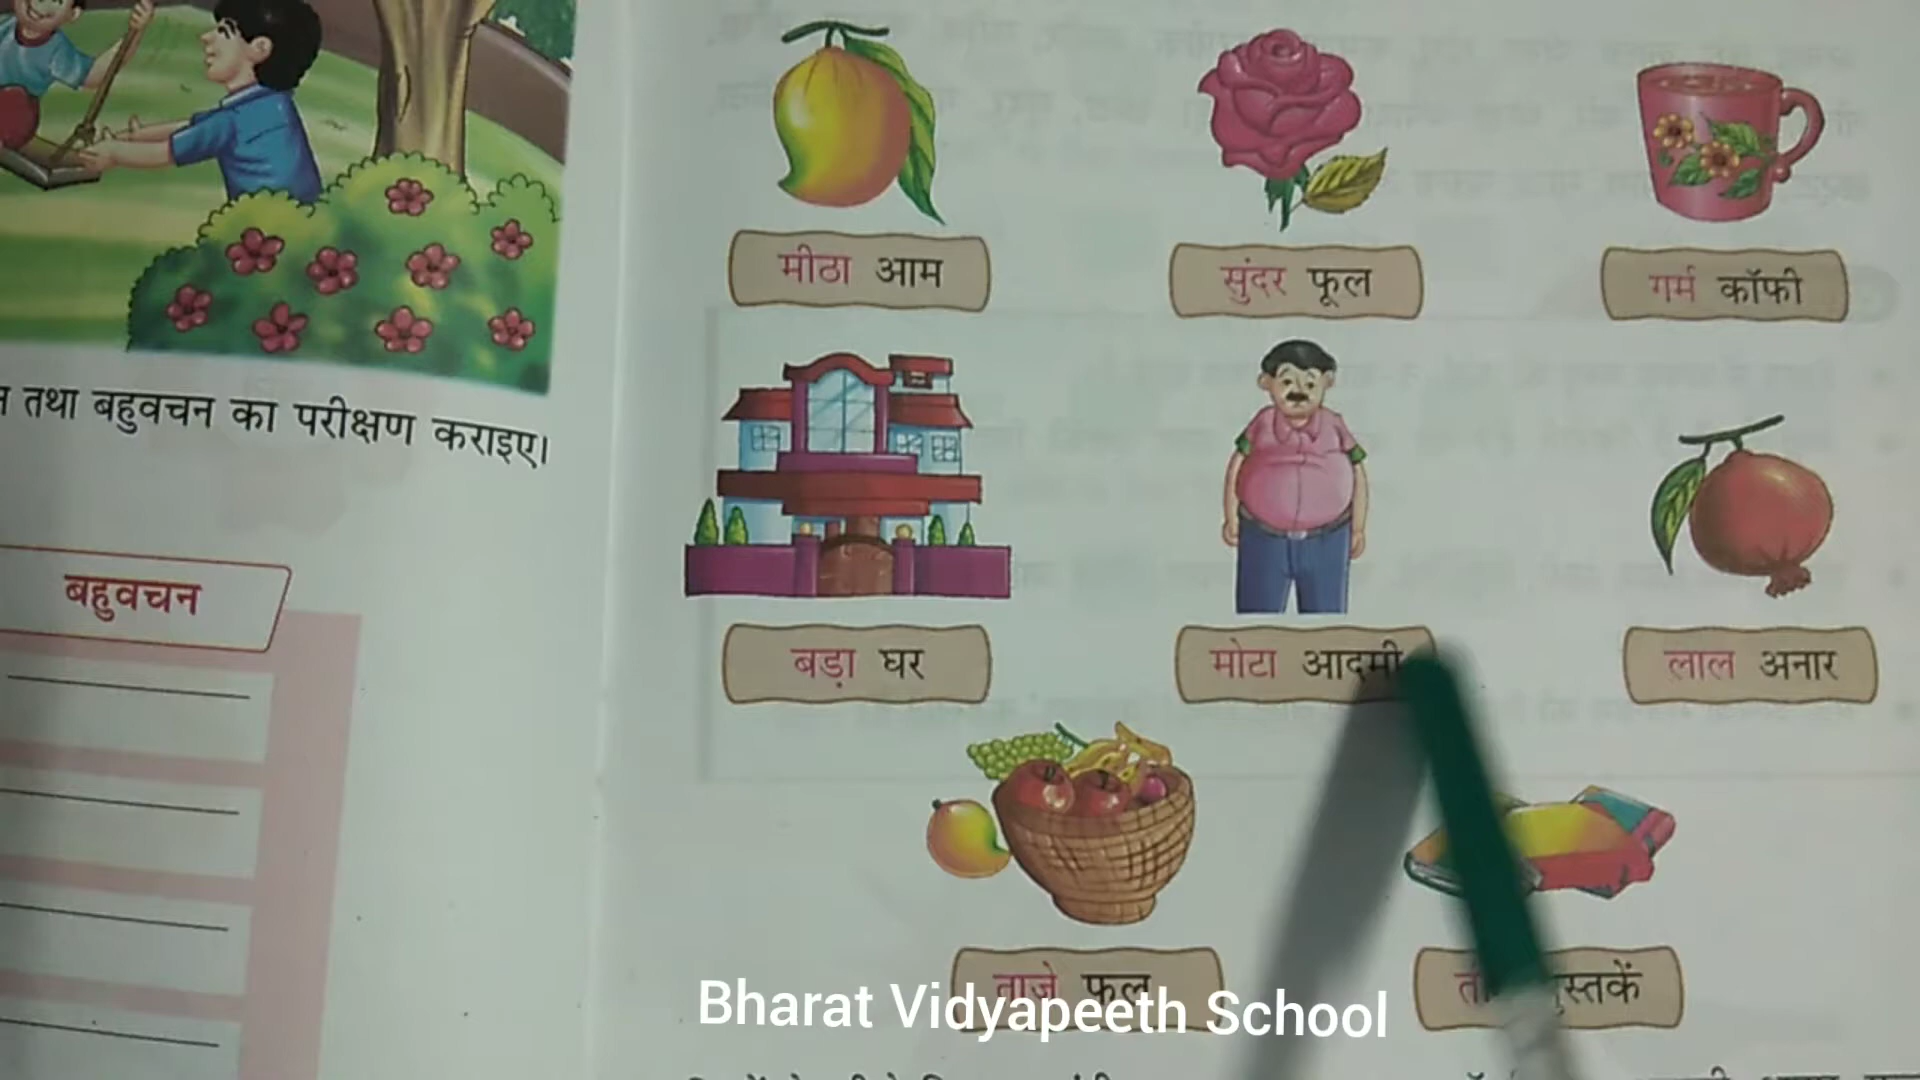 तथा बहुवचन का परीक्षण कराइए।
बहुवचन
मीठा आम
सुंदर फूल
गर्म कॉफी
बड़ा घर
मोटा आदमी
लाल अनार
ताजे फल
Bharat Vidyapeeth School